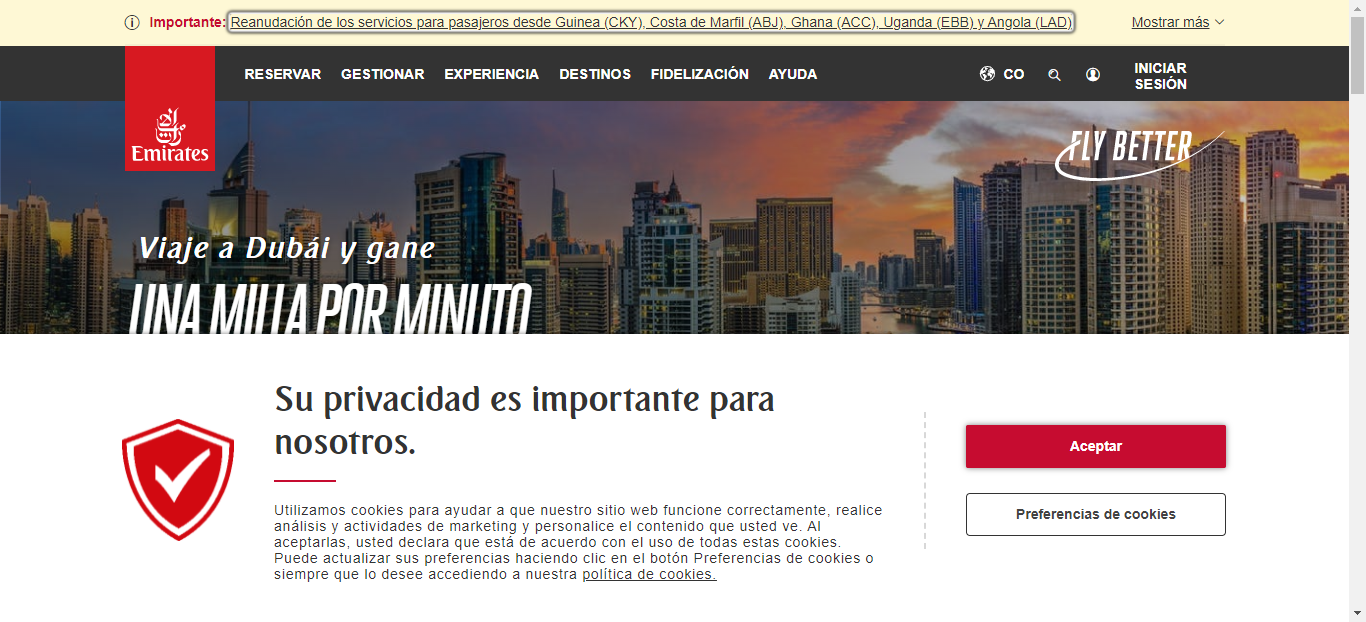 Importante: Reanudación de los servicios para pasajeros desde Guinea (CKY), Costa de Marfil (ABJ), Ghana (ACC), Uganda (EBB) y Angola (LAD) Mostrar más
RESERVAR GESTIONAR EXPERIENCIA DESTINOS FIDELIZACIÓN AYUDA CO INICIAR
SESIÓN
Emirates
FLY BETTER
Viaje a Dubái y gane
UNA MILLA POR MINUTO
Su privacidad es importante para
nosotros.
Utilizamos cookies para ayudar a que nuestro sitio web funcione correctamente, realice
análisis y actividades de marketing y personalice el contenido que usted ve. Al
aceptarlas, usted declara que está de acuerdo con el uso de todas estas cookies.
Puede actualizar sus preferencias haciendo clic en el botón Preferencias de cookies o
siempre que lo desee accediendo a nuestra política de cookies.
Aceptar
Preferencias de cookies